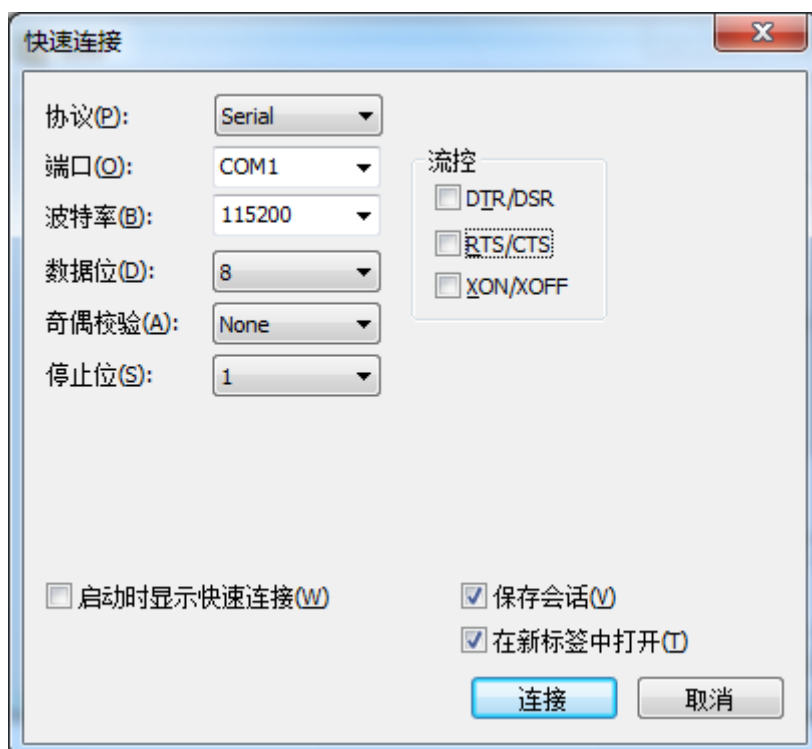 快速连接
协议(P): Serial
端口(O): COM1
流控
波特率(B): 115200
DTR/DSR
RTS/CTS
数据位(D): 8
XON/XOFF
奇偶校验(A): None
停止位(S): 1
启动时显示快速连接(W)
保存会话(V)
在新标签中打开(T)
连接
取消